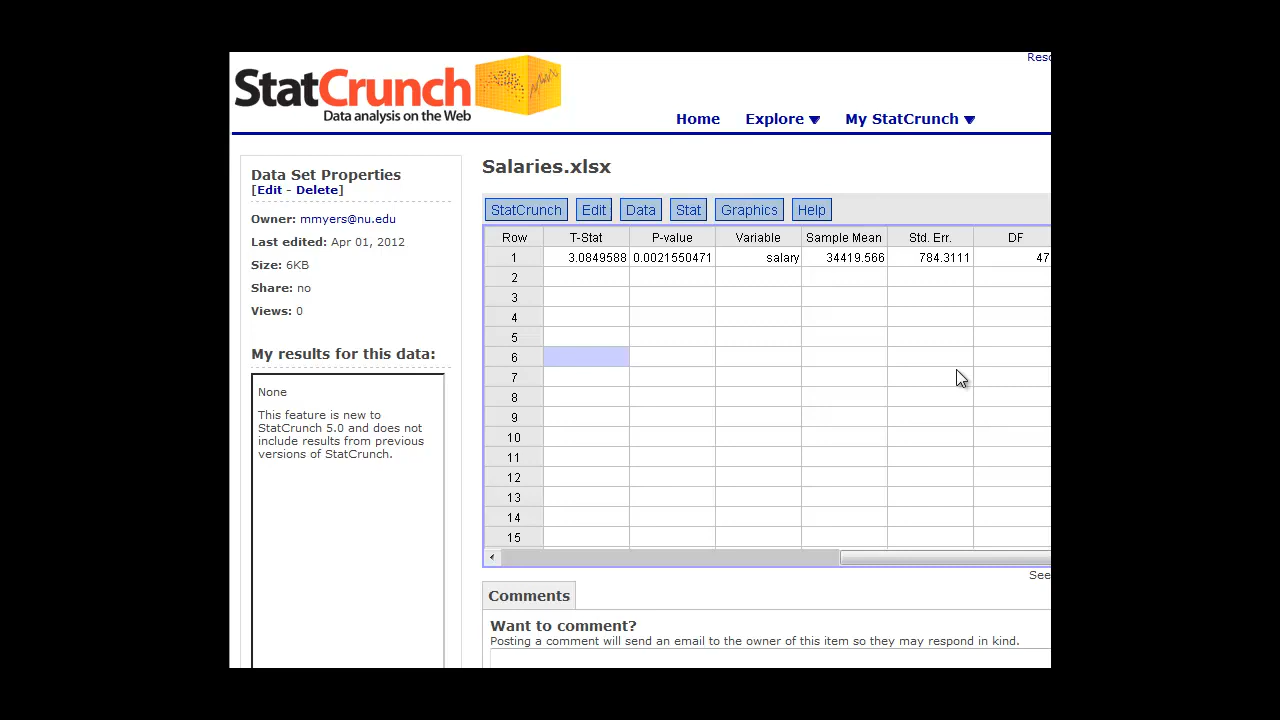 Reso
StatCrunch
Data analysis on the Web
Home Explore My StatCrunch
Data Set Properties
[Edit - Delete]
Owner: mmyers@nu.edu
Last edited: Apr 01, 2012
Size: 6KB
Share: no
Views: 0
My results for this data:
None
This feature is new to
StatCrunch 5.0 and does not
include results from previous
versions of StatCrunch.
Salaries.xlsx
StatCrunch Edit Data Stat Graphics Help
Row T-Stat P-value Variable Sample Mean Std. Err. DF
1 3.0849588 0.0021550471 salary 34419.566 784.3111 47
2
3
4
5
6
7
8
9
10
11
12
13
14
15
See
Comments
Want to comment?
Posting a comment will send an email to the owner of this item so they may respond in kind.